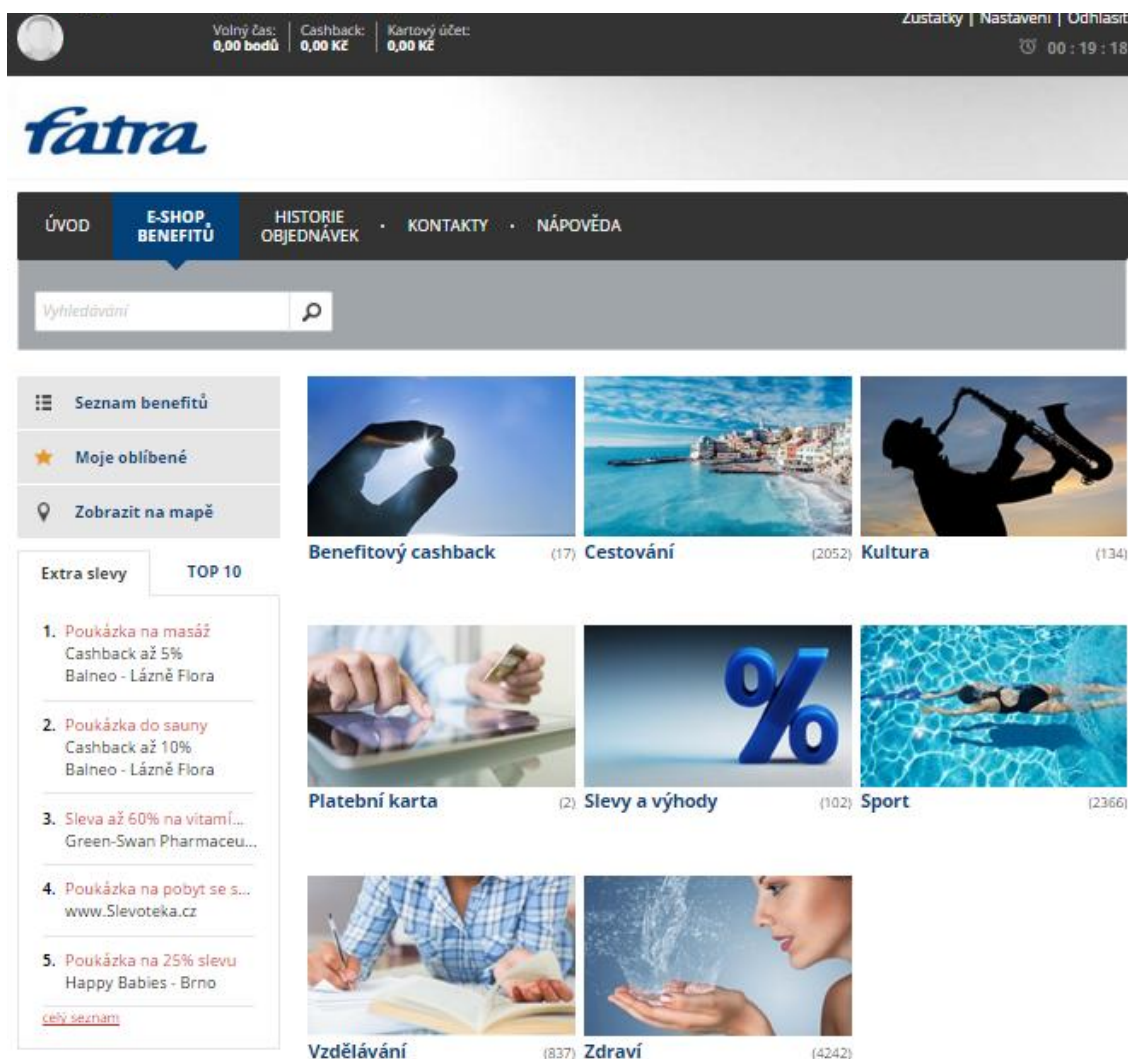 Volný čas: Cashback: Kartový účet:
0,00 bodů 0,00 Kč 0,00 Kč
Zůstatky | Nastavení | Odhlásit
00 : 19 : 18
fatra
ÚVOD
E-SHOP BENEFITŮ
HISTORIE OBJEDNÁVEK
KONTAKTY
NÁPOVĚDA
Vyhledávání
Seznam benefitů
Moje oblíbené
Zobrazit na mapě
Extra slevy TOP 10
1. Poukázka na masáž
Cashback až 5%
Balneo - Lázně Flora
2. Poukázka do sauny
Cashback až 10%
Balneo - Lázně Flora
3. Sleva až 60% na vitamí...
Green-Swan Pharmaceu...
4. Poukázka na pobyt se s...
www.Slevoteka.cz
5. Poukázka na 25% slevu
Happy Babies - Brno
celý seznam
Benefitový cashback (17) Cestování (2052) Kultura (134)
Platební karta (2) Slevy a výhody (102) Sport (2366)
Vzdělávání (837) Zdraví (4242)